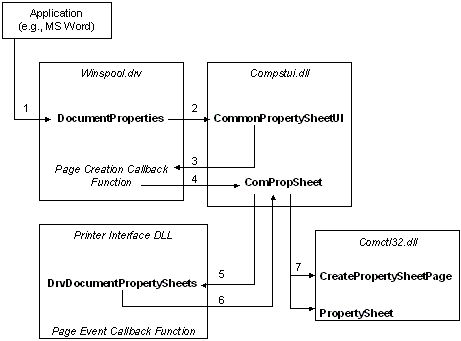 Application
(e.g., MS Word)
Winspool.drv
Compstui.dll
1
DocumentProperties
2
CommonPropertySheetUI
3
Page Creation Callback
Function
4
ComPropSheet
Printer Interface DLL
Comctl32.dll
DrvDocumentPropertySheets
5
6
7
CreatePropertySheetPage
PropertySheet
Page Event Callback Function